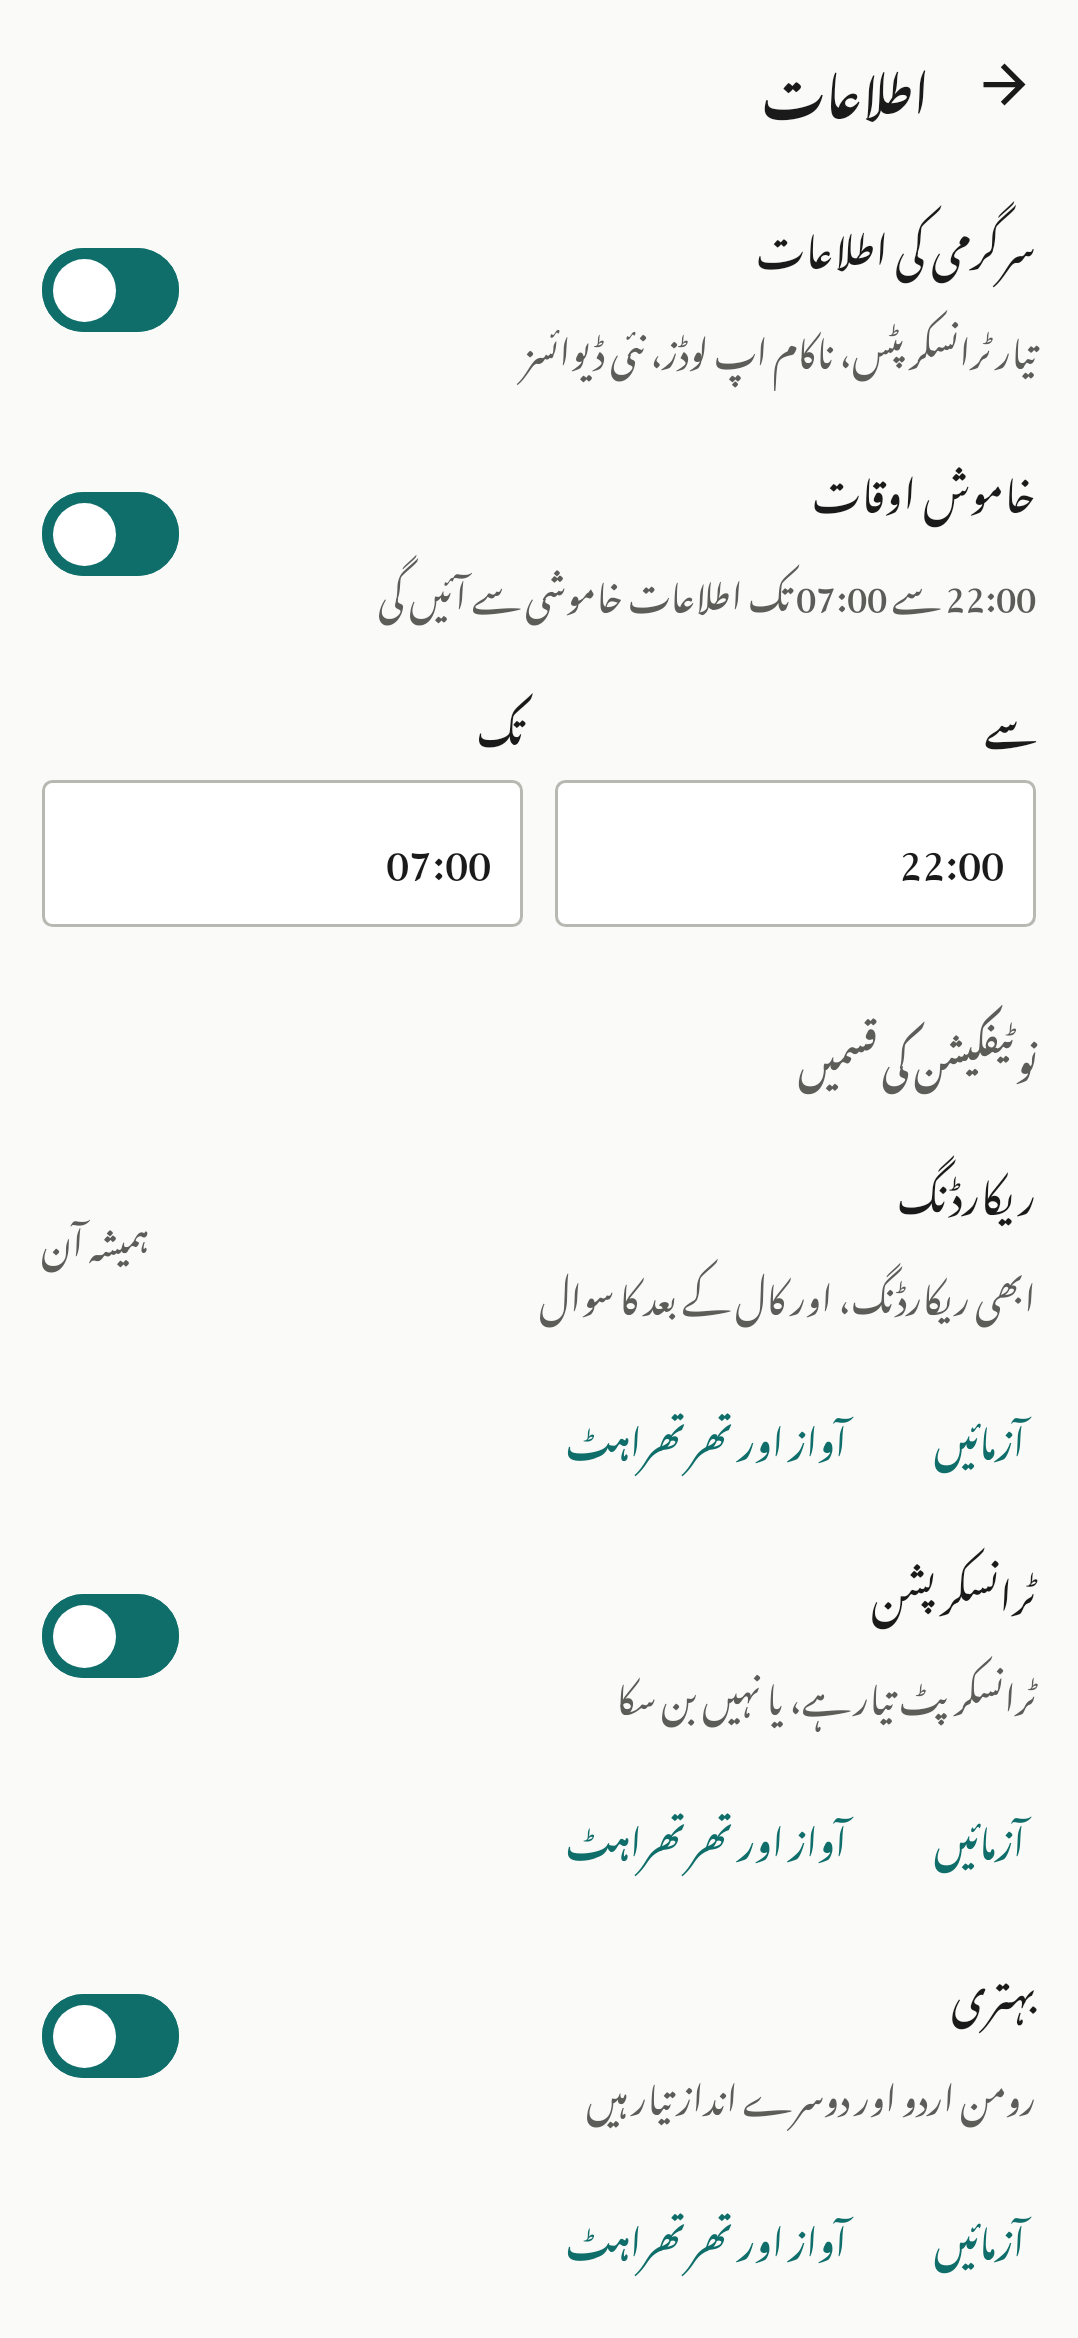 اطلاعات
سرگرمی کی اطلاعات
تیار ٹرانسکرپٹس، ناکام اپ لوڈز، نئی ڈیوائسز
خاموش اوقات
22:00 سے 07:00 تک اطلاعات خاموشی سے آئیں گی
سے
تک
22:00
07:00
نوٹیفکیشن کی قسمیں
ریکارڈنگ
ہمیشہ آن
ابھی ریکارڈنگ، اور کال کے بعد کا سوال
آزمائیں
آواز اور تھرتھراہٹ
ٹرانسکرپشن
ٹرانسکرپٹ تیار ہے، یا نہیں بن سکا
آزمائیں
آواز اور تھرتھراہٹ
بہتری
رومن اردو اور دوسرے انداز تیار ہیں
آزمائیں
آواز اور تھرتھراہٹ